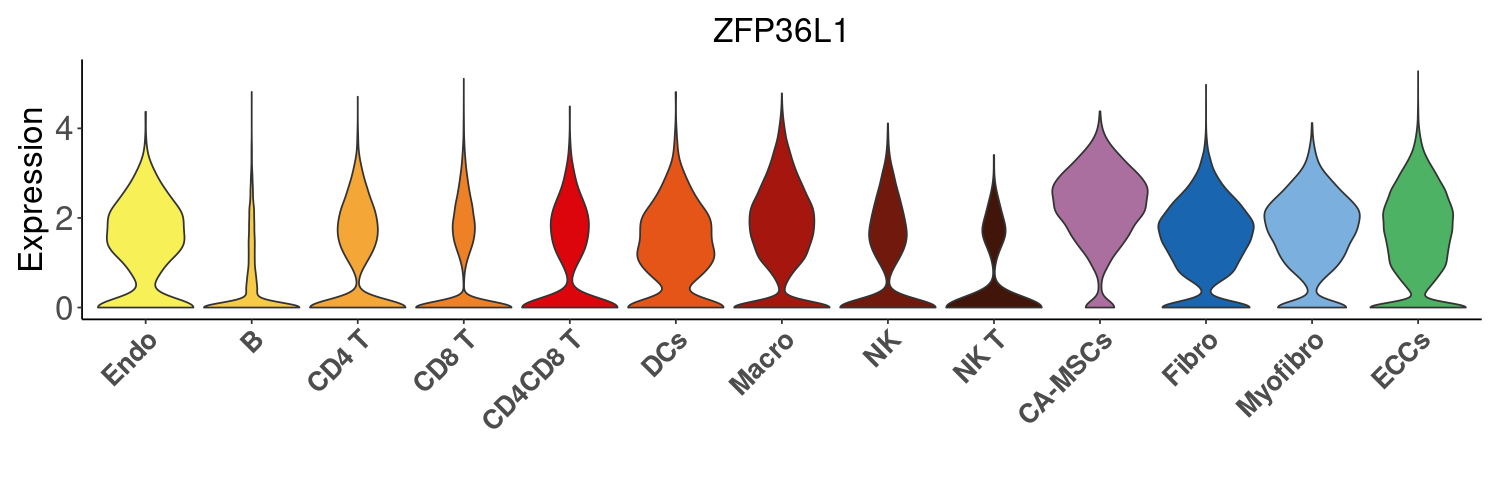 ZFP36L1
Expression
4
2
0
Endo
B
CD4 T
CD8 T
CD4CD8 T
DCs
Macro
NK
NK T
CA-MSCs
Fibro
Myofibro
ECCs